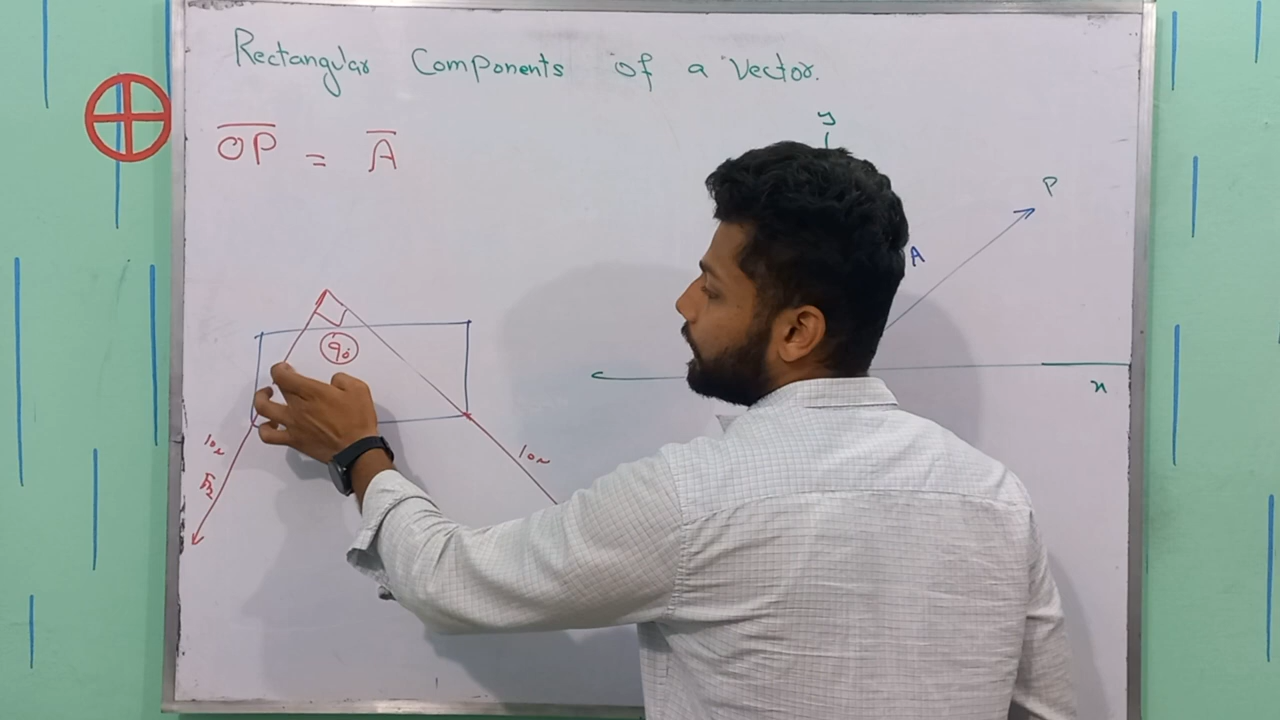 Rectangular Components of a Vector.
y
OP = A
P
A
90
x
10N
10N